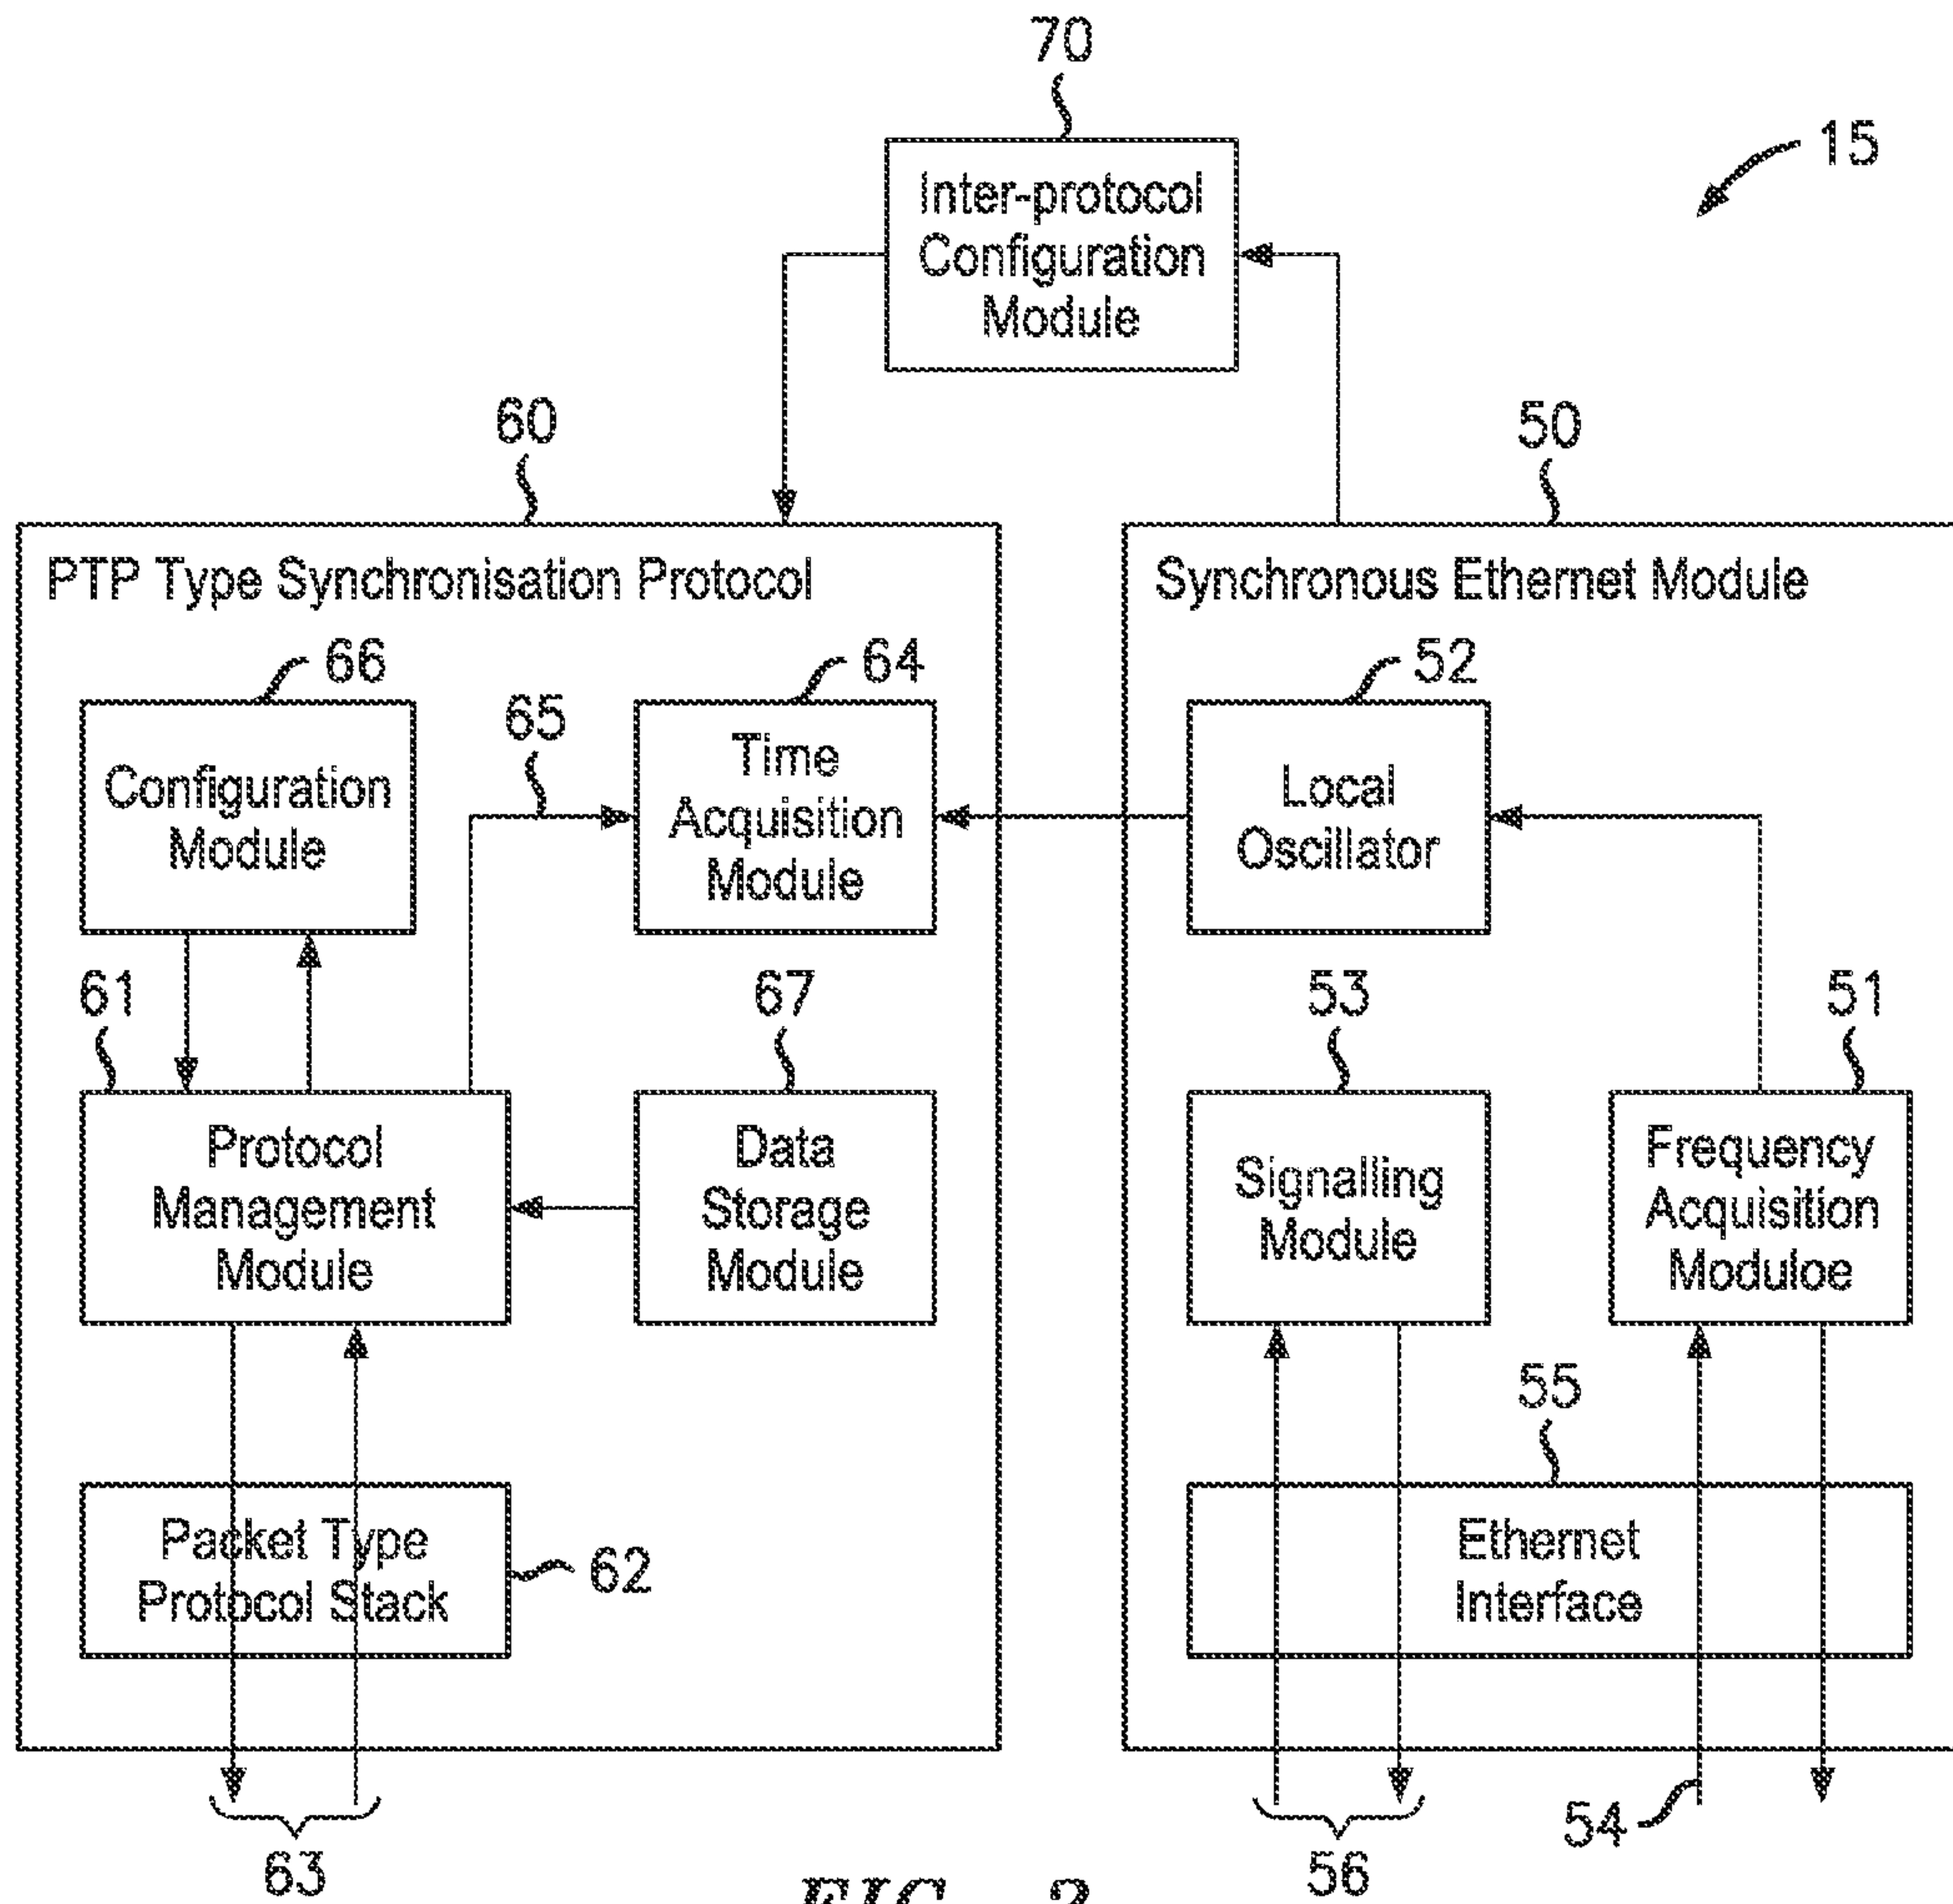 70
15
Inter-protocol
Configuration
Module
60
50
PTP Type Synchronisation Protocol
Synchronous Ethernet Module
66
64
52
65
Configuration
Module
Time
Acquisition
Module
Local
Oscillator
61
67
53
51
Protocol
Management
Module
Data
Storage
Module
Signalling
Module
Frequency
Acquisition
Moduloe
55
Packet Type
Protocol Stack
62
Ethernet
Interface
54
63
56
FIG. 2